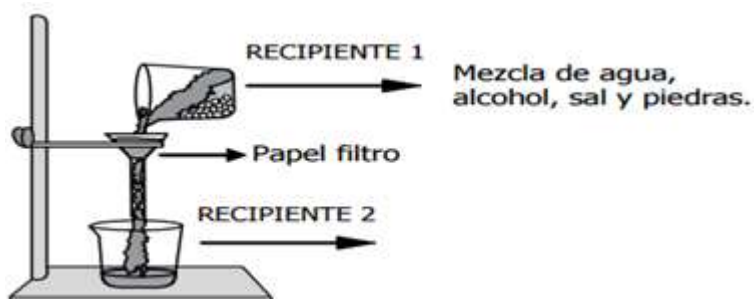 RECIPIENTE 1
Mezcla de agua,
alcohol, sal y piedras.
Papel filtro
RECIPIENTE 2